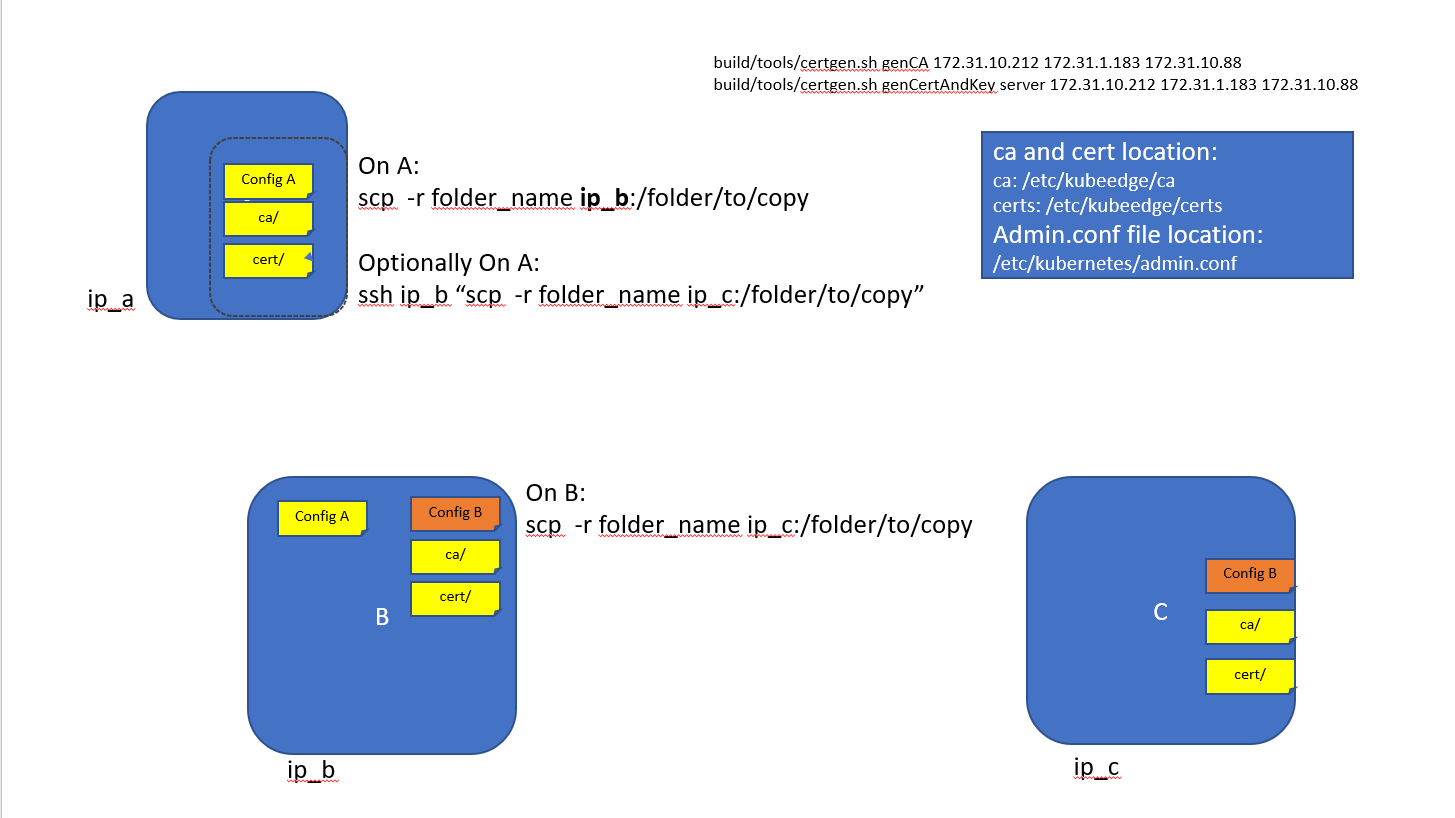 build/tools/certgen.sh genCA 172.31.10.212 172.31.1.183 172.31.10.88
build/tools/certgen.sh genCertAndKey server 172.31.10.212 172.31.1.183 172.31.10.88
ca and cert location:
ca: /etc/kubeedge/ca
certs: /etc/kubeedge/certs
Admin.conf file location:
/etc/kubernetes/admin.conf
Config A
ca/
cert/
ip_a
On A:
scp -r folder_name ip_b:/folder/to/copy
Optionally On A:
ssh ip_b “scp -r folder_name ip_c:/folder/to/copy”
Config A
Config B
ca/
cert/
B
ip_b
On B:
scp -r folder_name ip_c:/folder/to/copy
Config B
C
ca/
cert/
ip_c